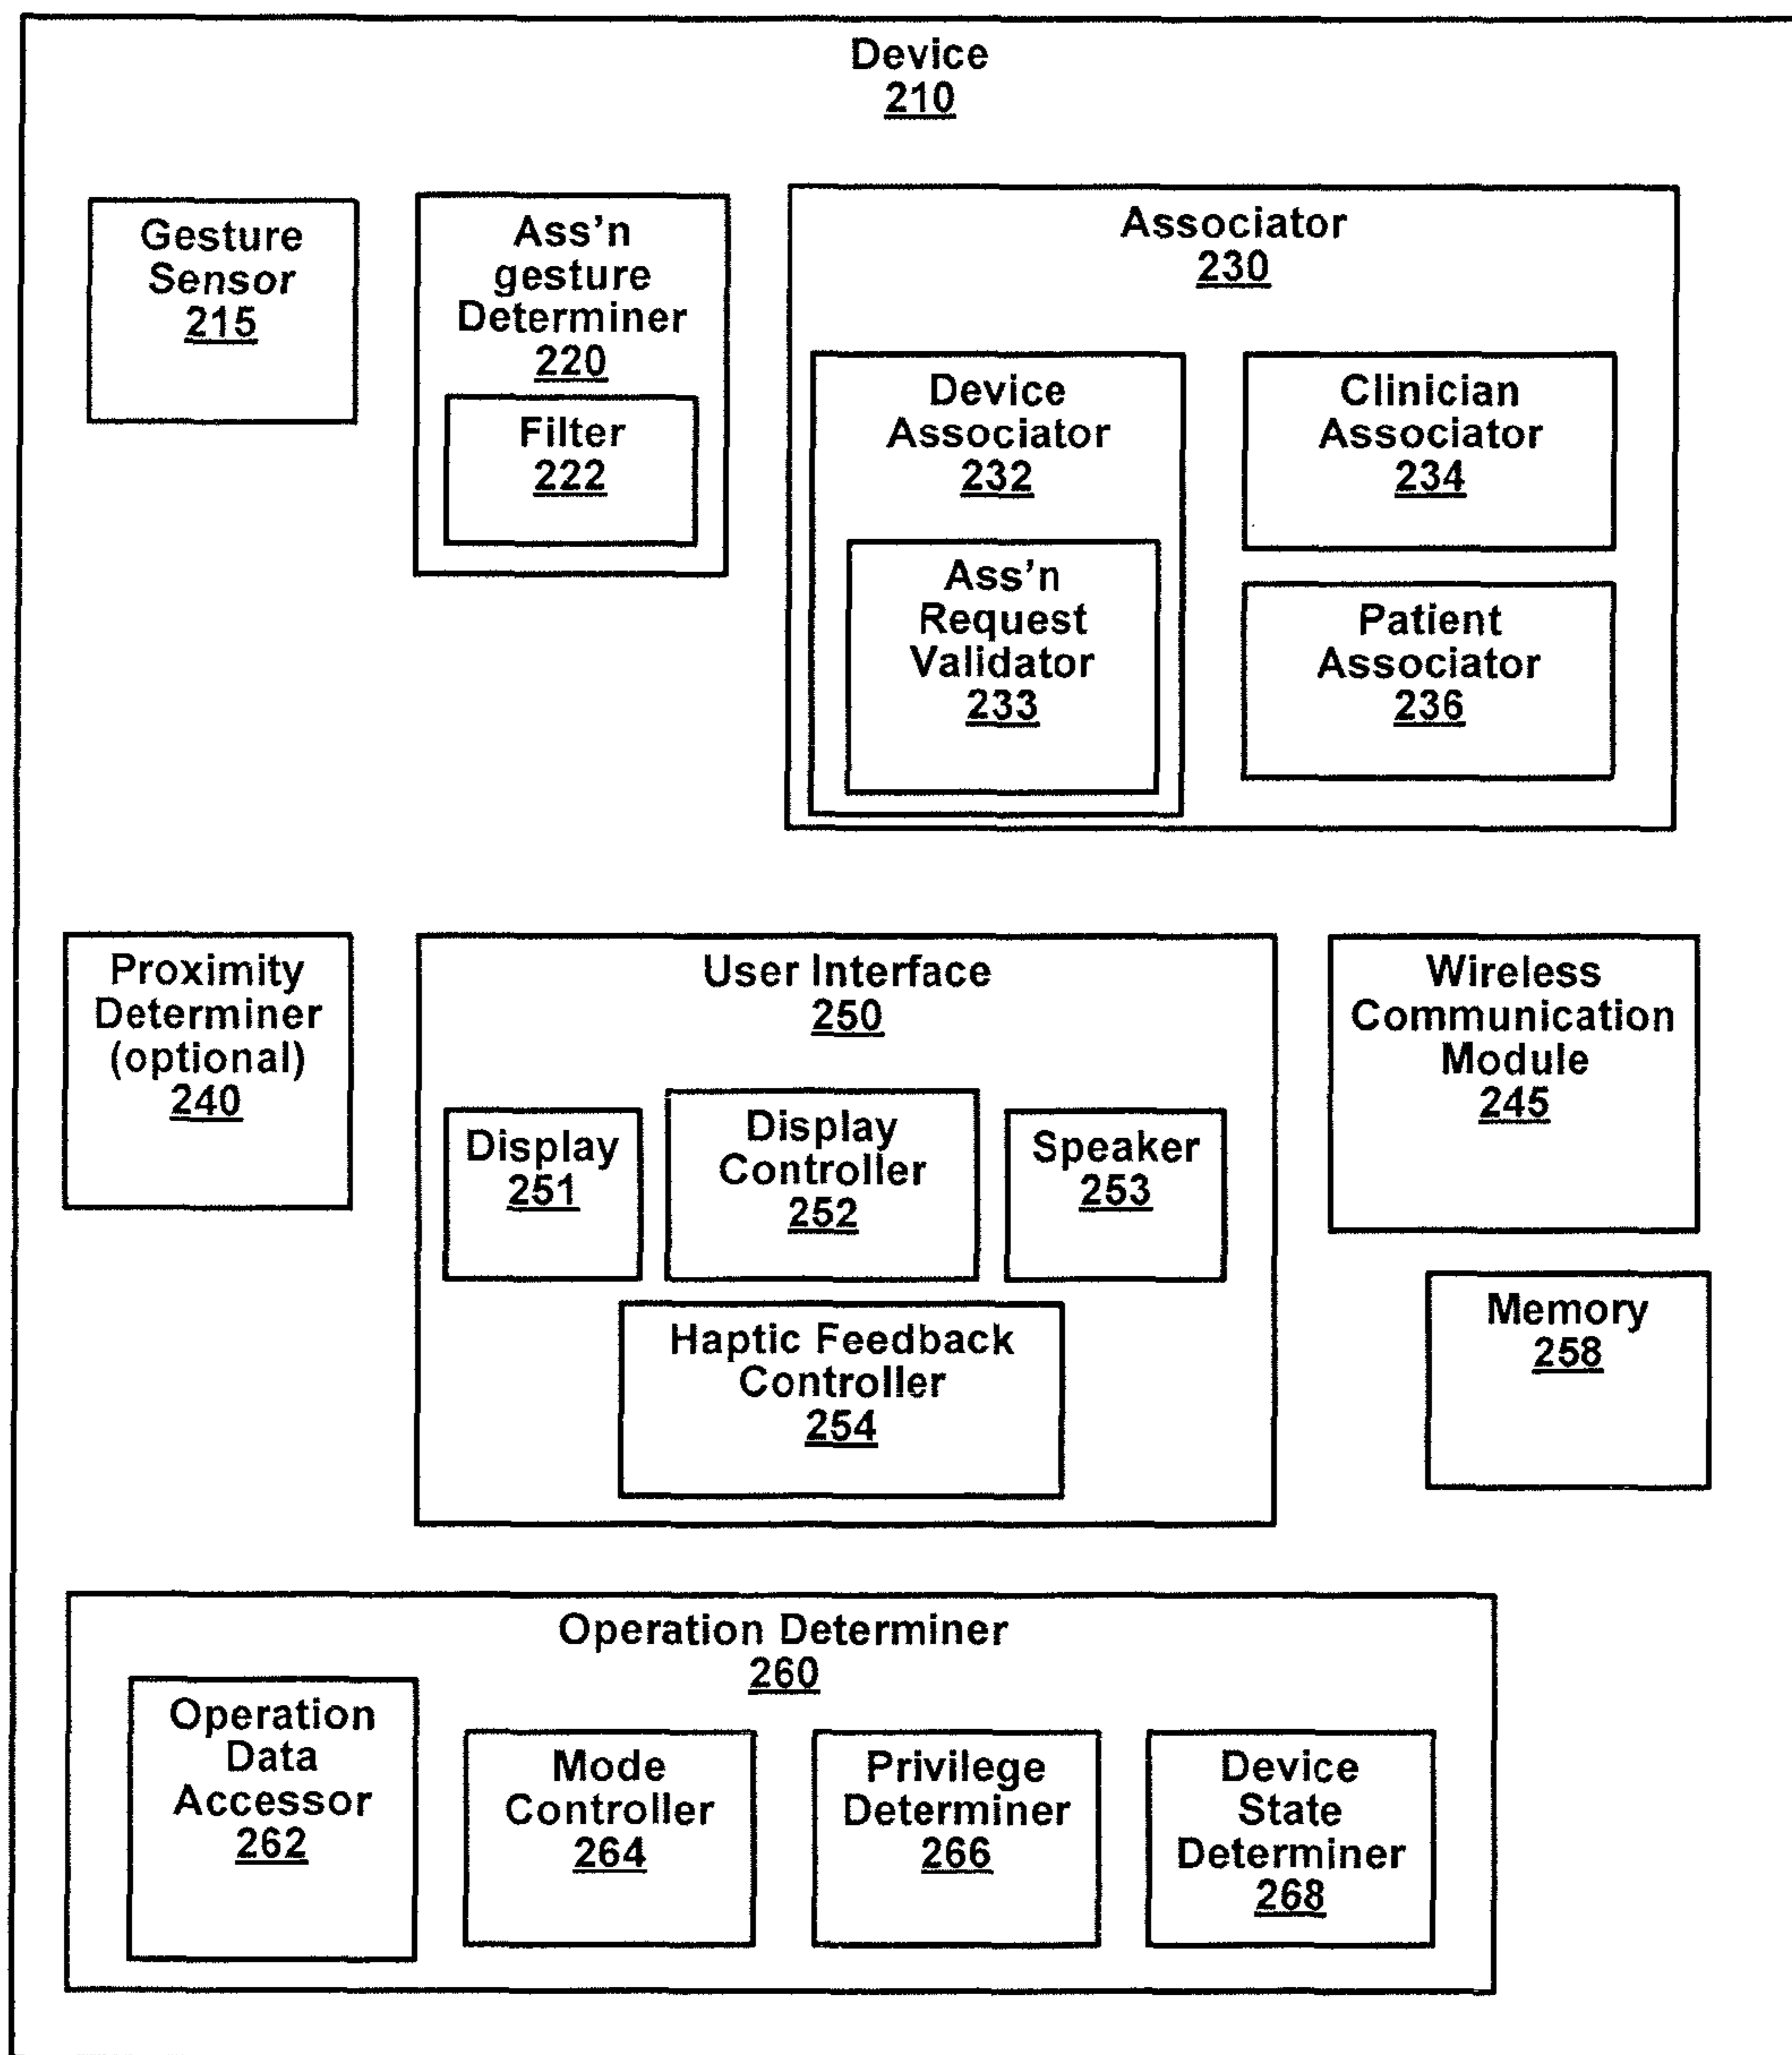 Device
210
Gesture
Sensor
215
Ass'n
gesture
Determiner
220
Filter
222
Associator
230
Device
Associator
232
Ass'n
Request
Validator
233
Clinician
Associator
234
Patient
Associator
236
Proximity
Determiner
(optional)
240
User Interface
250
Display
251
Display
Controller
252
Speaker
253
Haptic Feedback
Controller
254
Wireless
Communication
Module
245
Memory
258
Operation Determiner
260
Operation
Data
Accessor
262
Mode
Controller
264
Privilege
Determiner
266
Device
State
Determiner
268